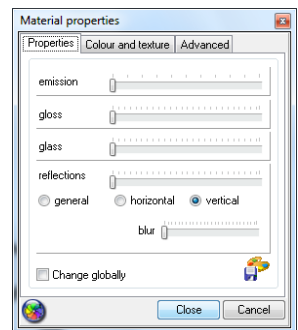 Material properties
Properties Colour and texture Advanced
emission
gloss
glass
reflections
general horizontal vertical
blur
Change globally
Close Cancel